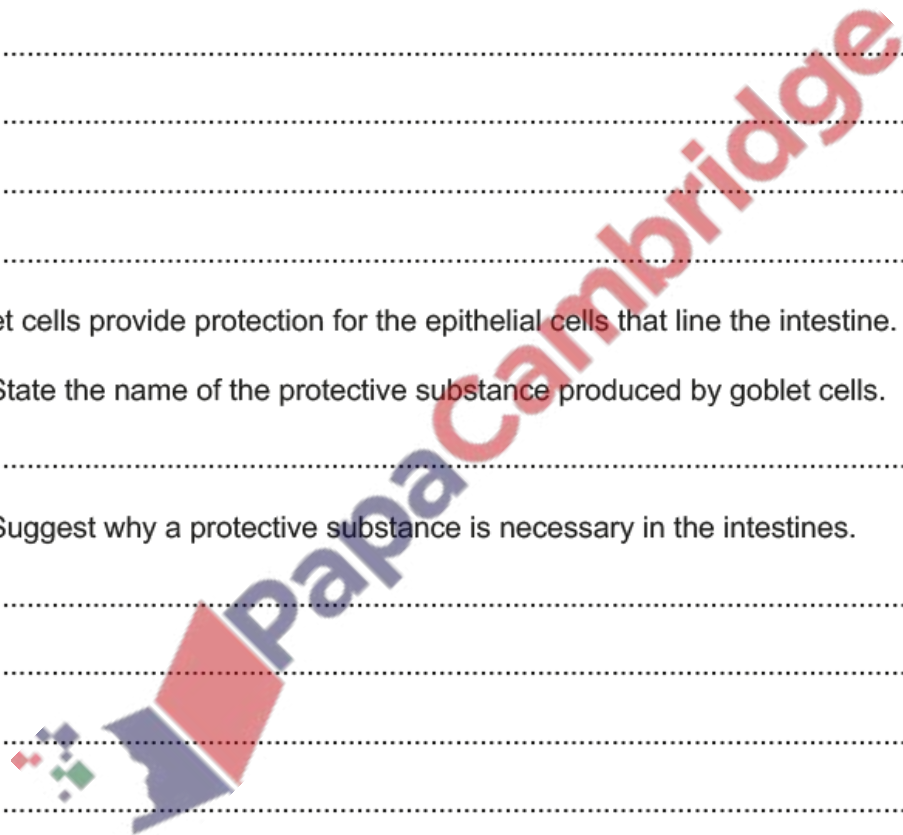 et cells provide protection for the epithelial cells that line the intestine.
State the name of the protective substance produced by goblet cells.
Suggest why a protective substance is necessary in the intestines.
PapaCambridge